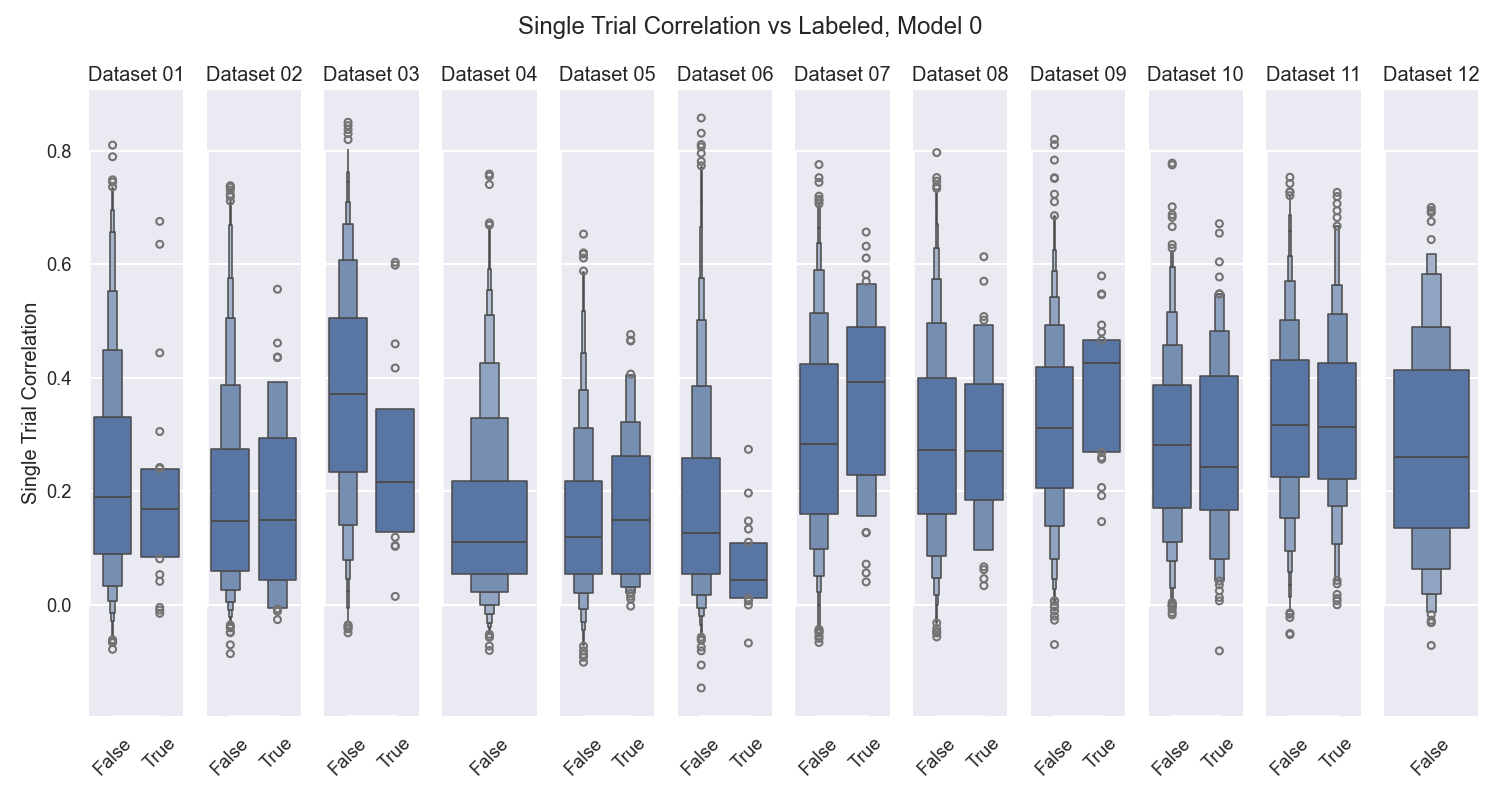 Single Trial Correlation vs Labeled, Model 0
Dataset 01 Dataset 02 Dataset 03 Dataset 04 Dataset 05 Dataset 06 Dataset 07 Dataset 08 Dataset 09 Dataset 10 Dataset 11 Dataset 12
0.8
0.6
0.4
0.2
0.0
Single Trial Correlation
False True False True False True False False True False True False True False True False True False True False True False